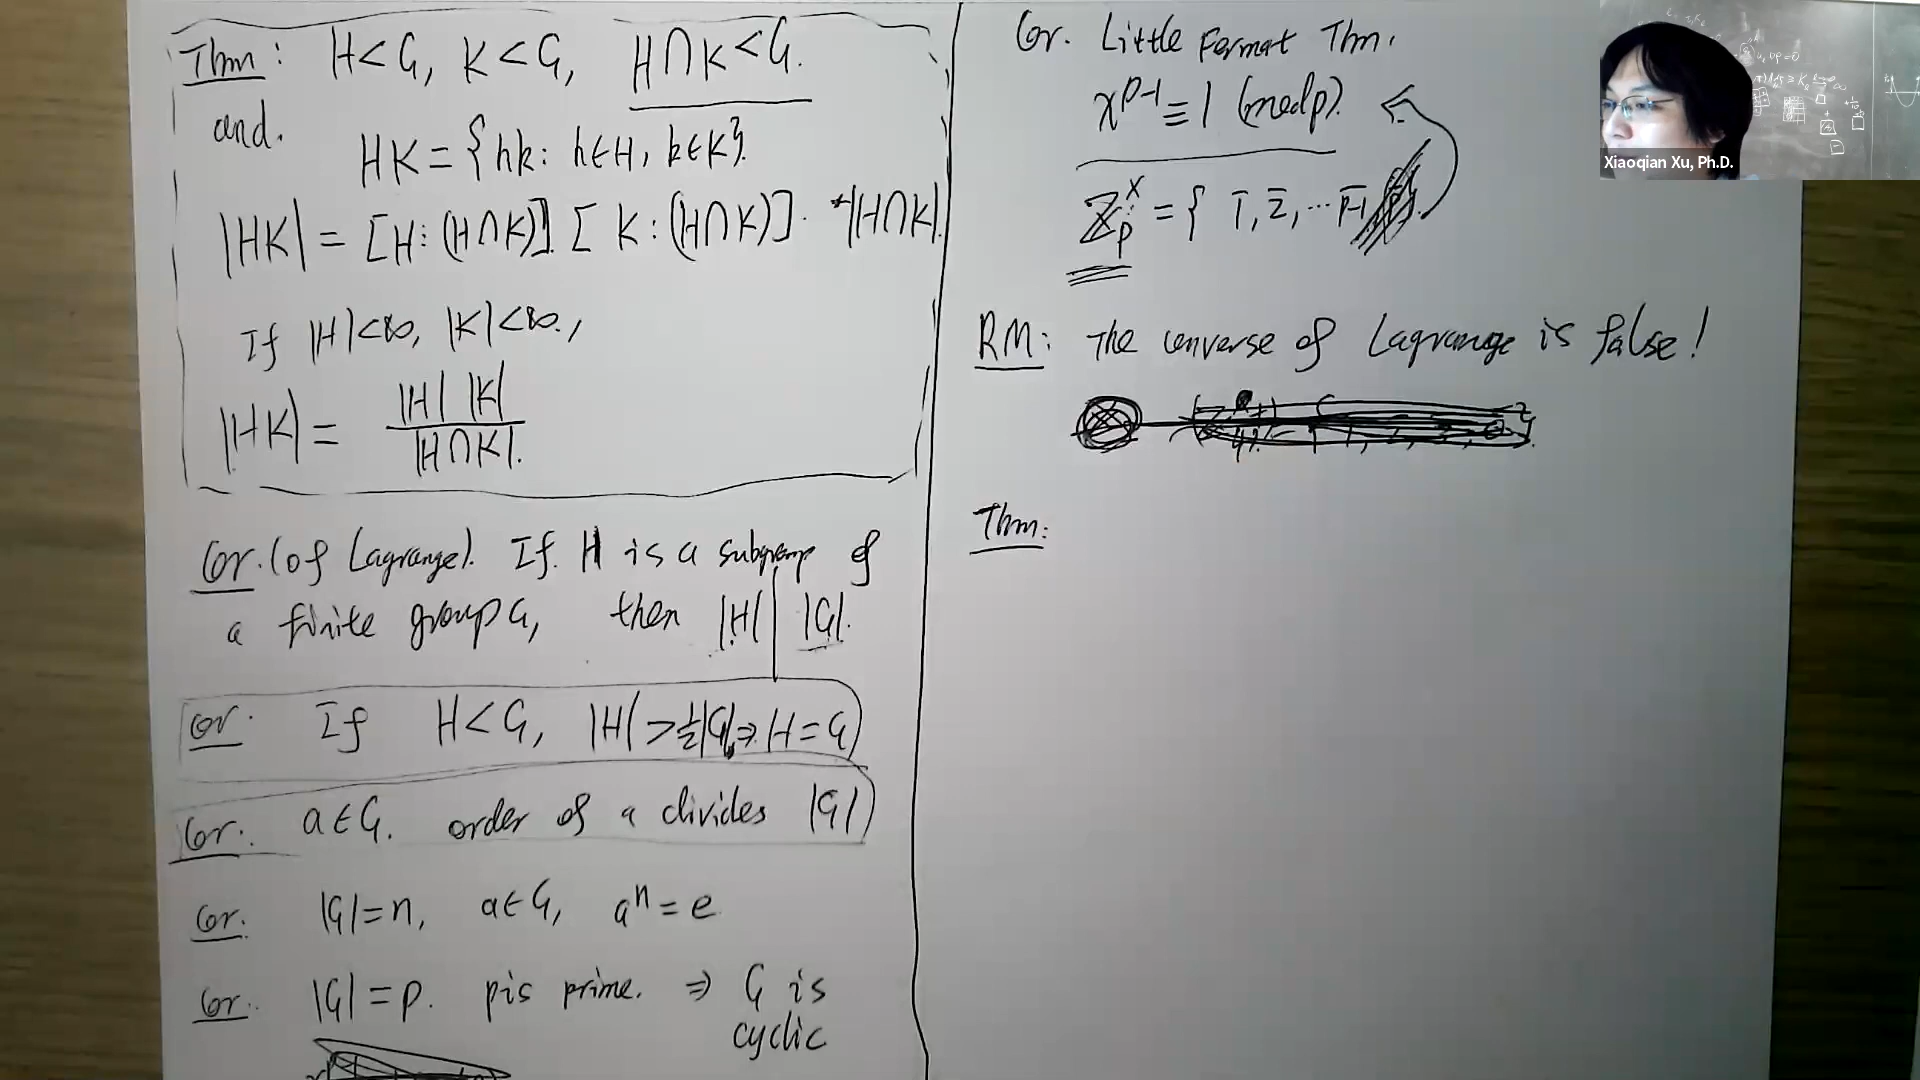 Thm: H<G, K<G, H∩K<G.
and.
HK = {hk: h∈H, k∈K}.
|HK| = [H:(H∩K)] [K:(H∩K)] · |H∩K|.
If |H|<∞, |K|<∞,
|HK| = |H| |K| / |H∩K|.
Cor. (of Lagrange). If H is a subgroup of
a finite group G, then |H| | |G|.
Cor. If H<G, |H| > 1/2|G| ⇒ H = G
Cor: a∈G. order of a divides |G|
Cor. |G|=n, a∈G, a^n = e
Cor. |G| = p. p is prime. ⇒ G is
cyclic
Cor. Little Format Thm.
x^(p-1) ≡ 1 (mod p).
Z_p^× = { 1̄, 2̄, ··· p-1
RM: The converse of Lagrange is false!
Thm:
Xiaoqian Xu, Ph.D.